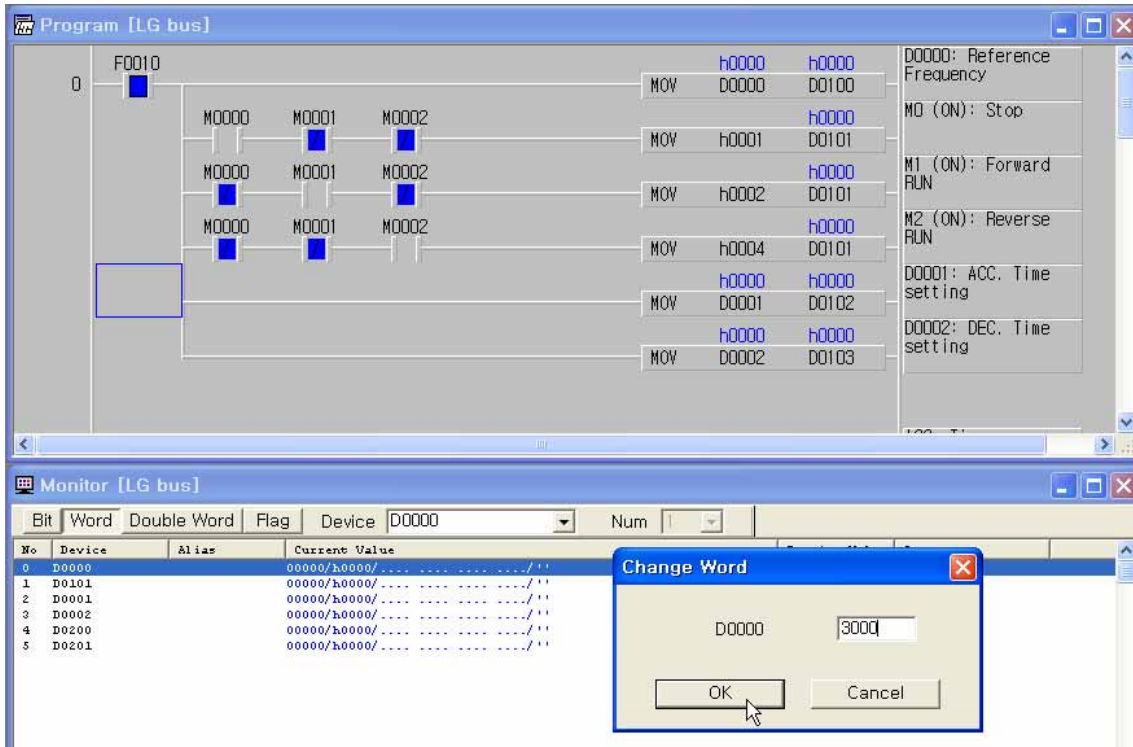 Program [LG bus]
F0010 h0000 h0000 D0000: Reference
0 MOV D0000 D0100 Frequency
M0000 M0001 M0002 h0000 M0 (ON): Stop
MOV h0001 D0101
M0000 M0001 M0002 h0000 M1 (ON): Forward
MOV h0002 D0101 RUN
M0000 M0001 M0002 h0000 M2 (ON): Reverse
MOV h0004 D0101 RUN
h0000 h0000 D0001: ACC. Time
MOV D0001 D0102 setting
h0000 h0000 D0002: DEC. Time
MOV D0002 D0103 setting
Monitor [LG bus]
Bit Word Double Word Flag Device D0000 Num 1
No Device Alias Current Value
0 D0000 00000/h0000/.... .... .... ..../''
1 D0101 00000/h0000/.... .... .... ..../''
2 D0001 00000/h0000/.... .... .... ..../''
3 D0002 00000/h0000/.... .... .... ..../''
4 D0200 00000/h0000/.... .... .... ..../''
5 D0201 00000/h0000/.... .... .... ..../''
Change Word
D0000 3000
OK Cancel